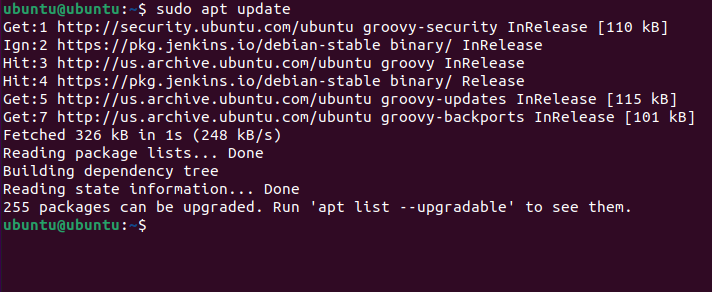 ubuntu@ubuntu:~$ sudo apt update
Get:1 http://security.ubuntu.com/ubuntu groovy-security InRelease [110 kB]
Ign:2 https://pkg.jenkins.io/debian-stable binary/ InRelease
Hit:3 http://us.archive.ubuntu.com/ubuntu groovy InRelease
Hit:4 https://pkg.jenkins.io/debian-stable binary/ Release
Get:5 http://us.archive.ubuntu.com/ubuntu groovy-updates InRelease [115 kB]
Get:7 http://us.archive.ubuntu.com/ubuntu groovy-backports InRelease [101 kB]
Fetched 326 kB in 1s (248 kB/s)
Reading package lists... Done
Building dependency tree
Reading state information... Done
255 packages can be upgraded. Run 'apt list --upgradable' to see them.
ubuntu@ubuntu:~$